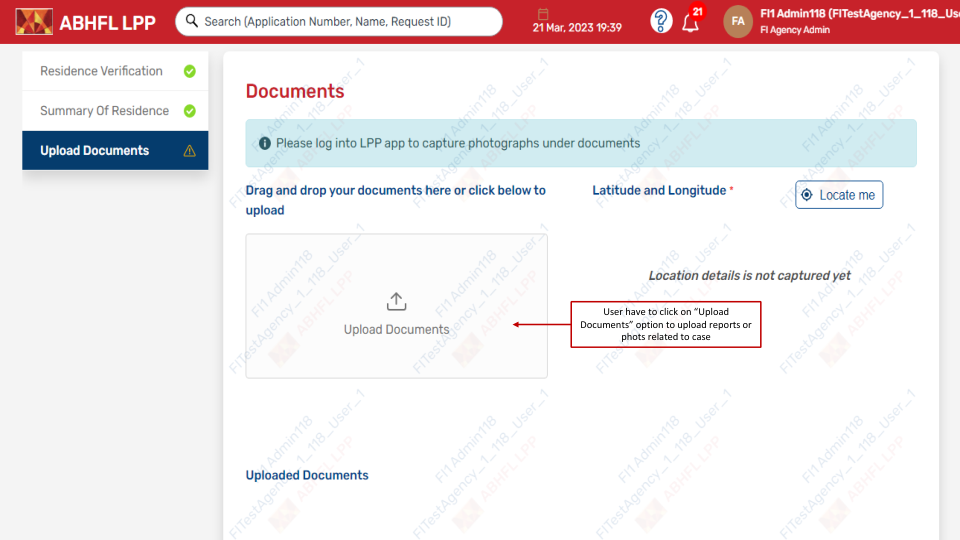 ABHFL LPP
Search (Application Number, Name, Request ID)
21 Mar, 2023 19:39
21
FA
FI1 Admin118 (FITestAgency_1_118_Us
FI Agency Admin
Residence Verification
Summary Of Residence
Upload Documents
Documents
Please log into LPP app to capture photographs under documents
Drag and drop your documents here or click below to
upload
Latitude and Longitude *
Locate me
Location details is not captured yet
Upload Documents
User have to click on “Upload
Documents” option to upload reports or
phots related to case
Uploaded Documents
FI1 Admin118
FITestAgency_1_118_User_1
ABHFL LPP